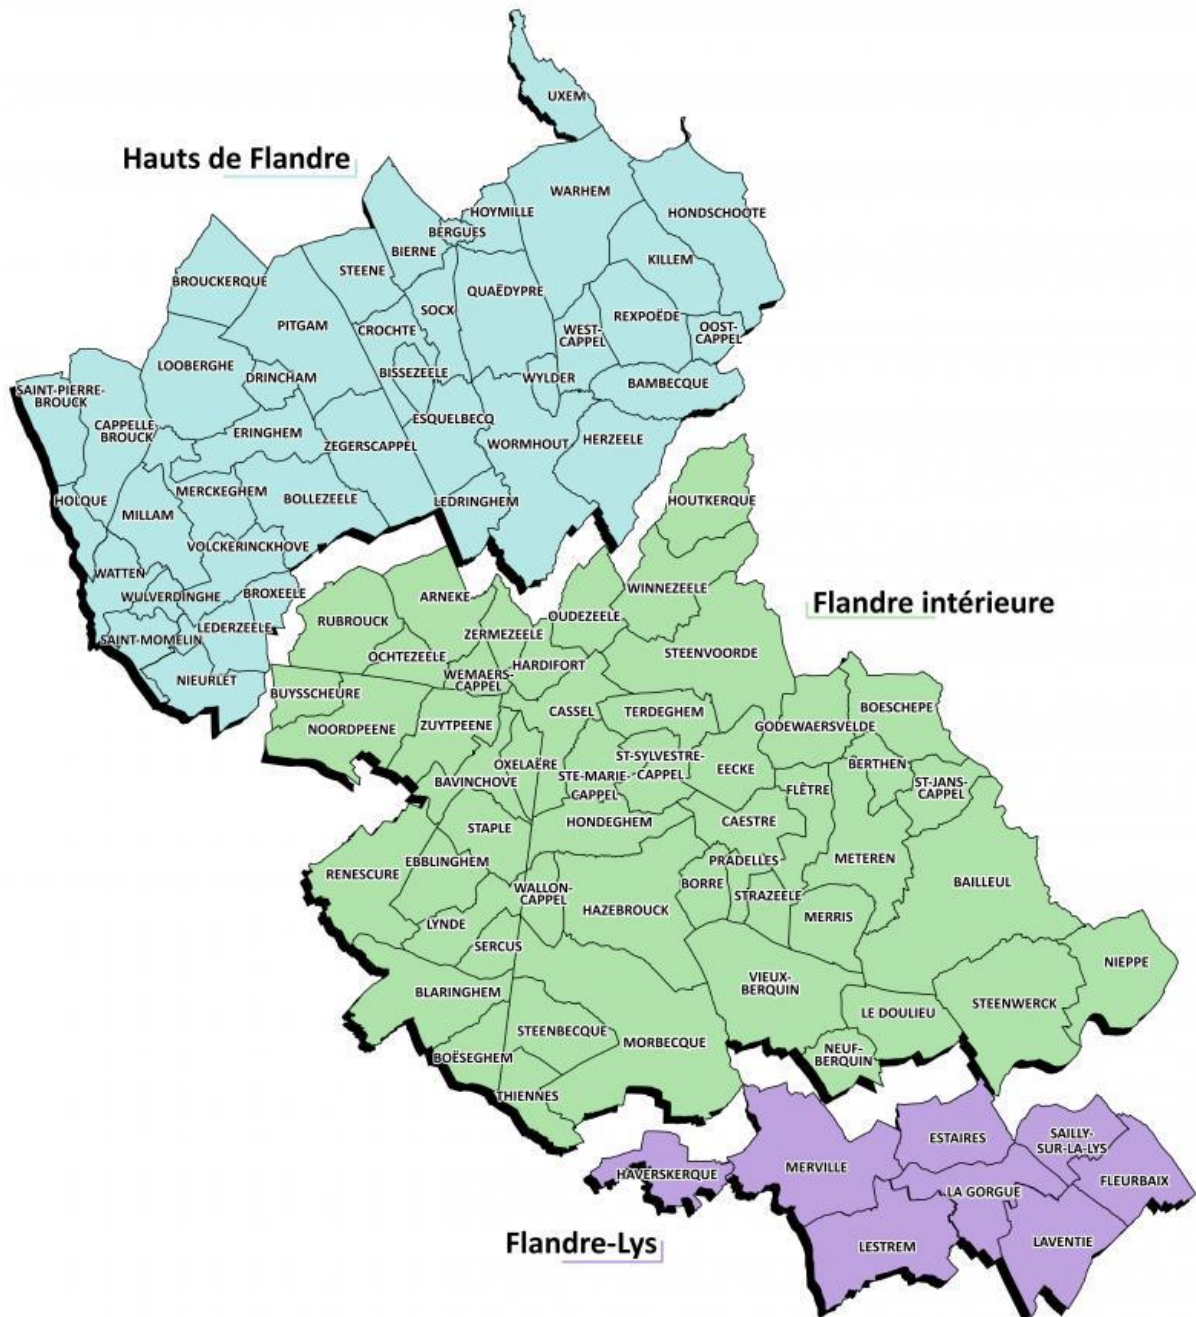 UXEM
Hauts de Flandre
WARHEM
HOYMILLE
HONDSCHOOTE
BERGUES
BIERNE
KILLEM
STEENE
BROUCKERQUE
QUAËDYPRE
SOCX
REXPOËDE
PITGAM
CROCHTE
WEST-
CAPPEL
OOST-
CAPPEL
LOOBERGHE
BISSEZEELE
DRINCHAM
WYLDER
BAMBECQUE
SAINT-PIERRE-
BROUCK
CAPPELLE
BROUCK
ESQUELBECQ
ERINGHEM
ZEGERSCAPPEL
WORMHOUT
HERZEELE
MERCKEGHEM
BOLLEZEELE
HOLQUE
MILLAM
LEDRINGHEM
HOUTKERQUE
VOLCKERINCKHOVE
WATTEN
WULVERDINGHE
BROXEELE
ARNEKE
WINNEZEELE
Flandre intérieure
LEDERZEELE
SAINT-MOMELIN
RUBROUCK
OUDEZEELE
ZERMEZEELE
OCHTEZEELE
HARDIFORT
STEENVOORDE
NIEURLET
WEMAERS-
CAPPEL
BUYSSCHEURE
CASSEL
TERDEGHEM
BOESCHEPE
NOORDPEENE
ZUYTPEENE
GODEWAERSVELDE
OXELAËRE
ST-SYLVESTRE-
CAPPEL
EECKE
BERTHEN
BAVINCHOVE
STE-MARIE-
CAPPEL
FLÊTRE
ST-JANS-
CAPPEL
STAPLE
HONDEGHEM
CAESTRE
EBBLINGHEM
PRADELLES
METEREN
RENESCURE
WALLON-
CAPPEL
BORRE
STRAZEELE
BAILLEUL
HAZEBROUCK
MERRIS
LYNDE
SERCUS
NIEPPE
BLARINGHEM
VIEUX-
BERQUIN
STEENWERCK
LE DOULIEU
STEENBECQUE
MORBECQUE
BOËSEGHEM
NEUF-
BERQUIN
THIENNES
ESTAIRES
SAILLY-
SUR-LA-LYS
HAVERSKERQUE
MERVILLE
FLEURBAIX
LA GORGUE
Flandre-Lys
LESTREM
LAVENTIE